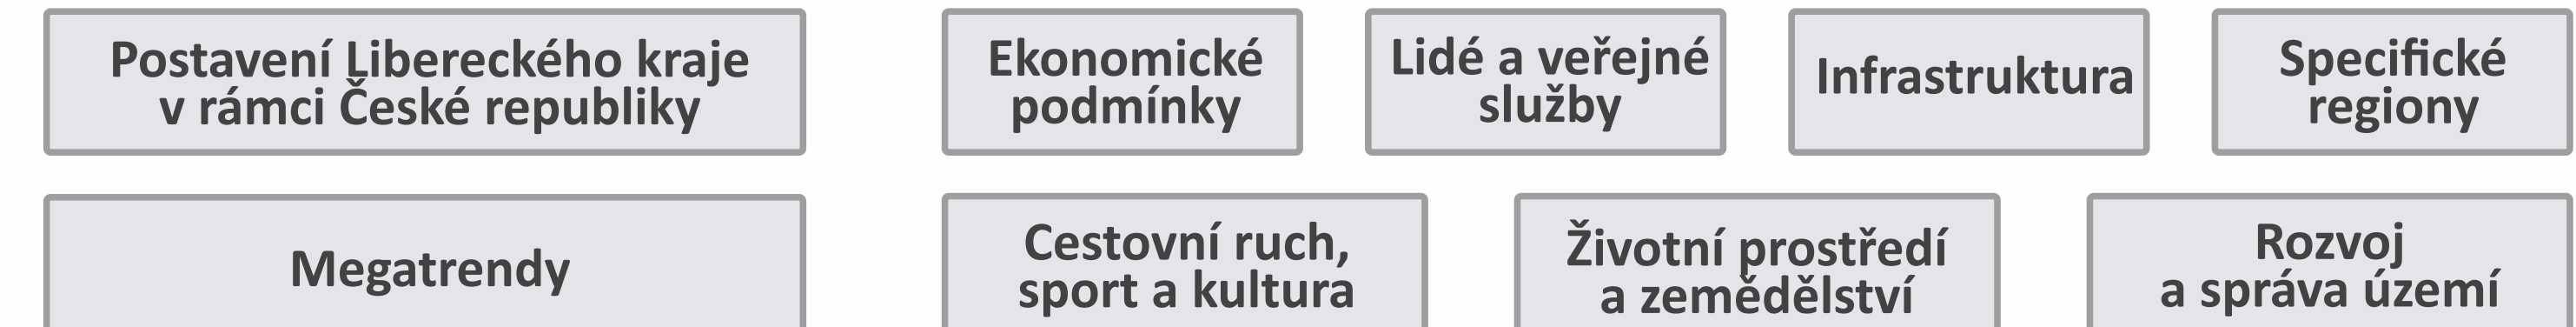 Postavení Libereckého kraje
v rámci České republiky
Ekonomické
podmínky
Lidé a veřejné
služby
Infrastruktura
Specifické
regiony
Megatrendy
Cestovní ruch,
sport a kultura
Životní prostředí
a zemědělství
Rozvoj
a správa území